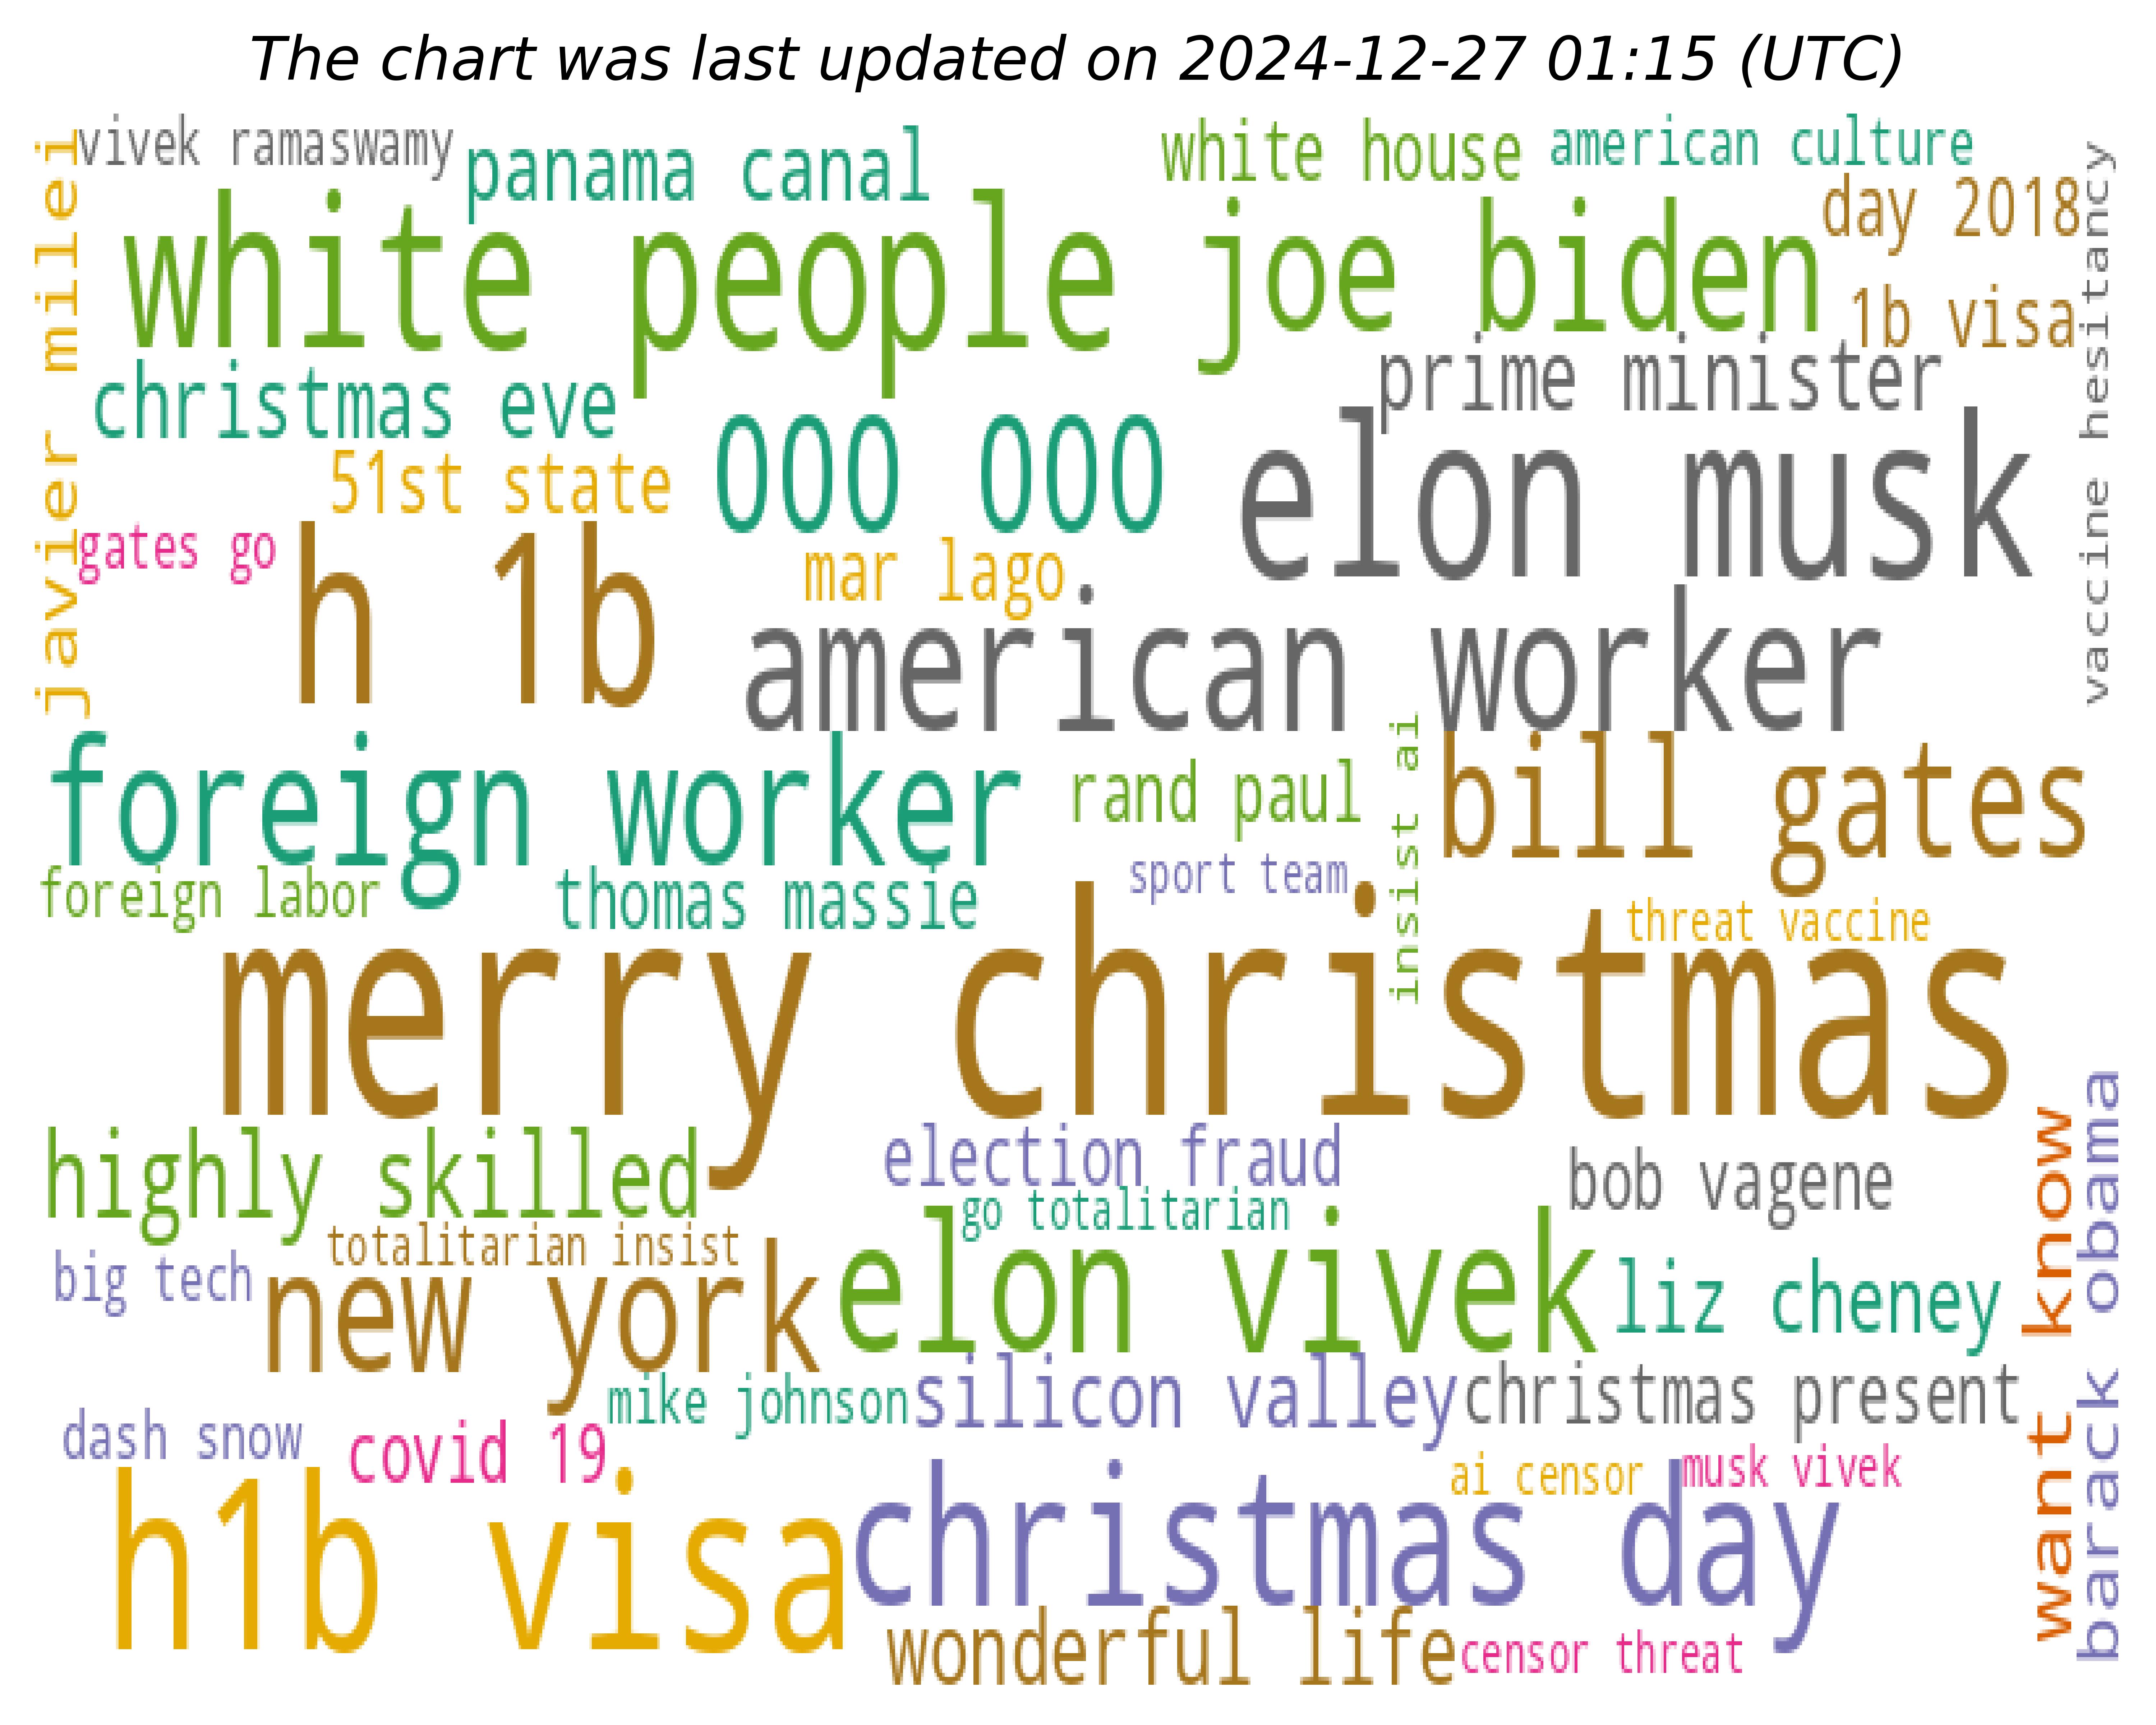 The chart was last updated on 2024-12-27 01:15 (UTC)
vivek ramaswamy
panama canal
white house
american culture
javier milei
white people
joe biden
day 2018
vaccine hesitancy
1b visa
prime minister
christmas eve
000 000
elon musk
51st state
gates go
h 1b
mar lago
american worker
foreign worker
rand paul
insist ai
bill gates
foreign labor
thomas massie
sport team
threat vaccine
merry christmas
highly skilled
election fraud
bob vagene
want know
barack obama
go totalitarian
totalitarian insist
big tech
new york
elon vivek
liz cheney
mike johnson
silicon valley
christmas present
dash snow
covid 19
ai censor
musk vivek
h1b visa
christmas day
wonderful life
censor threat